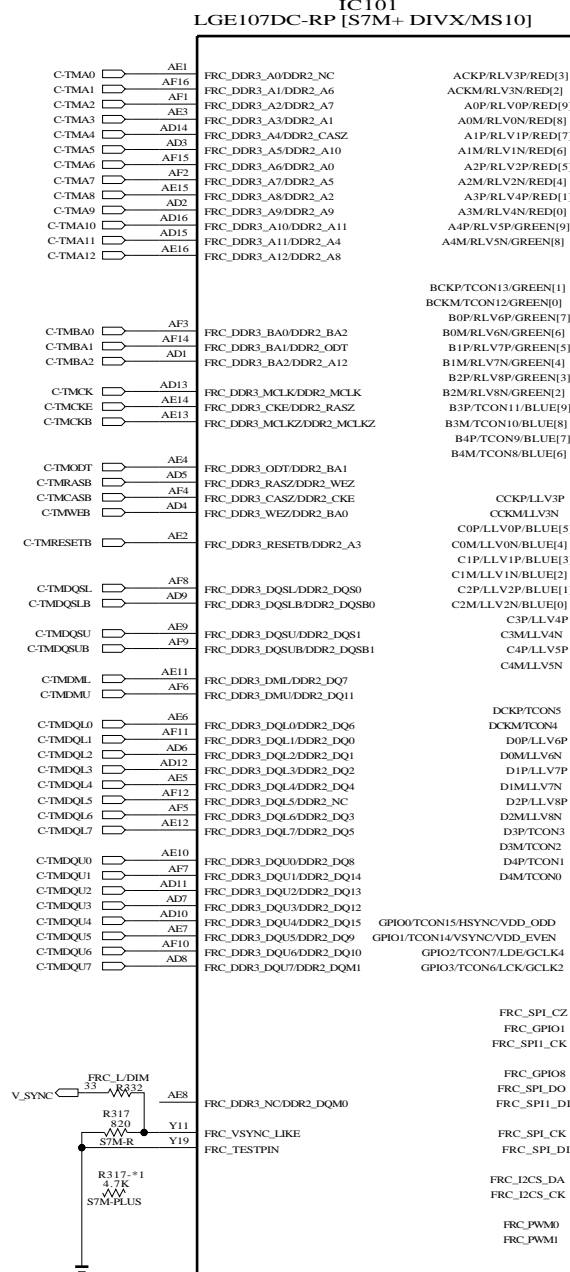 IC101
LGE107DC-RP [S7M+ DIVX/MS10]
C-TMA0 AE1 FRC_DDR3_A0/DDR2_NC ACKP/RLV3P/RED[3]
C-TMA1 AF16 FRC_DDR3_A1/DDR2_A6 ACKM/RLV3N/RED[2]
C-TMA2 AF1 FRC_DDR3_A2/DDR2_A7 A0P/RLV0P/RED[9]
C-TMA3 AE3 FRC_DDR3_A3/DDR2_A1 A0M/RLV0N/RED[8]
C-TMA4 AD14 FRC_DDR3_A4/DDR2_CASZ A1P/RLV1P/RED[7]
C-TMA5 AD3 FRC_DDR3_A5/DDR2_A10 A1M/RLV1N/RED[6]
C-TMA6 AF15 FRC_DDR3_A6/DDR2_A0 A2P/RLV2P/RED[5]
C-TMA7 AF2 FRC_DDR3_A7/DDR2_A5 A2M/RLV2N/RED[4]
C-TMA8 AE15 FRC_DDR3_A8/DDR2_A2 A3P/RLV4P/RED[1]
C-TMA9 AD2 FRC_DDR3_A9/DDR2_A9 A3M/RLV4N/RED[0]
C-TMA10 AD16 FRC_DDR3_A10/DDR2_A11 A4P/RLV5P/GREEN[9]
C-TMA11 AD15 FRC_DDR3_A11/DDR2_A4 A4M/RLV5N/GREEN[8]
C-TMA12 AE16 FRC_DDR3_A12/DDR2_A8
BCKP/TCON13/GREEN[1]
BCKM/TCON12/GREEN[0]
B0P/RLV6P/GREEN[7]
C-TMBA0 AF3 FRC_DDR3_BA0/DDR2_BA2 B0M/RLV6N/GREEN[6]
C-TMBA1 AF14 FRC_DDR3_BA1/DDR2_ODT B1P/RLV7P/GREEN[5]
C-TMBA2 AD1 FRC_DDR3_BA2/DDR2_A12 B1M/RLV7N/GREEN[4]
B2P/RLV8P/GREEN[3]
C-TMCK AD13 FRC_DDR3_MCLK/DDR2_MCLK B2M/RLV8N/GREEN[2]
C-TMCKE AE14 FRC_DDR3_CKE/DDR2_RASZ B3P/TCON11/BLUE[9]
C-TMCKB AE13 FRC_DDR3_MCLKZ/DDR2_MCLKZ B3M/TCON10/BLUE[8]
B4P/TCON9/BLUE[7]
B4M/TCON8/BLUE[6]
C-TMODT AE4 FRC_DDR3_ODT/DDR2_BA1
C-TMRASB AD5 FRC_DDR3_RASZ/DDR2_WEZ
C-TMCASB AF4 FRC_DDR3_CASZ/DDR2_CKE CCKP/LLV3P
C-TMWEB AD4 FRC_DDR3_WEZ/DDR2_BA0 CCKM/LLV3N
C0P/LLV0P/BLUE[5
C-TMRESETB AE2 FRC_DDR3_RESETB/DDR2_A3 C0M/LLV0N/BLUE[4]
C1P/LLV1P/BLUE[3
C1M/LLV1N/BLUE[2]
C-TMDQSL AF8 FRC_DDR3_DQSL/DDR2_DQS0 C2P/LLV2P/BLUE[1
C-TMDQSLB AD9 FRC_DDR3_DQSLB/DDR2_DQSB0 C2M/LLV2N/BLUE[0]
C3P/LLV4P
C-TMDQSU AE9 FRC_DDR3_DQSU/DDR2_DQS1 C3M/LLV4N
C-TMDQSUB AF9 FRC_DDR3_DQSUB/DDR2_DQSB1 C4P/LLV5P
C4M/LLV5N
C-TMDML AE11 FRC_DDR3_DML/DDR2_DQ7
C-TMDMU AF6 FRC_DDR3_DMU/DDR2_DQ11
DCKP/TCON5
C-TMDQL0 AE6 FRC_DDR3_DQL0/DDR2_DQ6 DCKM/TCON4
C-TMDQL1 AF11 FRC_DDR3_DQL1/DDR2_DQ0 D0P/LLV6P
C-TMDQL2 AD6 FRC_DDR3_DQL2/DDR2_DQ1 D0M/LLV6N
C-TMDQL3 AD12 FRC_DDR3_DQL3/DDR2_DQ2 D1P/LLV7P
C-TMDQL4 AE5 FRC_DDR3_DQL4/DDR2_DQ4 D1M/LLV7N
C-TMDQL5 AF12 FRC_DDR3_DQL5/DDR2_NC D2P/LLV8P
C-TMDQL6 AF5 FRC_DDR3_DQL6/DDR2_DQ3 D2M/LLV8N
C-TMDQL7 AE12 FRC_DDR3_DQL7/DDR2_DQ5 D3P/TCON3
D3M/TCON2
C-TMDQU0 AE10 FRC_DDR3_DQU0/DDR2_DQ8 D4P/TCON1
C-TMDQU1 AF7 FRC_DDR3_DQU1/DDR2_DQ14 D4M/TCON0
C-TMDQU2 AD11 FRC_DDR3_DQU2/DDR2_DQ13
C-TMDQU3 AD7 FRC_DDR3_DQU3/DDR2_DQ12
C-TMDQU4 AD10 FRC_DDR3_DQU4/DDR2_DQ15 GPIO0/TCON15/HSYNC/VDD_ODD
C-TMDQU5 AE7 FRC_DDR3_DQU5/DDR2_DQ9 GPIO1/TCON14/VSYNC/VDD_EVEN
C-TMDQU6 AF10 FRC_DDR3_DQU6/DDR2_DQ10 GPIO2/TCON7/LDE/GCLK4
C-TMDQU7 AD8 FRC_DDR3_DQU7/DDR2_DQM1 GPIO3/TCON6/LCK/GCLK2
FRC_SPI_CZ
FRC_GPIO1
FRC_SPI1_CK
FRC_GPIO8
FRC_L/DIM
V_SYNC 33 R332 FRC_SPI_DO
AE8 FRC_DDR3_NC/DDR2_DQM0 FRC_SPI1_DI
R317
820
S7M-R
Y11 FRC_VSYNC_LIKE FRC_SPI_CK
Y19 FRC_TESTPIN FRC_SPI_DI
R317-*1
4.7K
S7M-PLUS
FRC_I2CS_DA
FRC_I2CS_CK
FRC_PWM0
FRC_PWM1